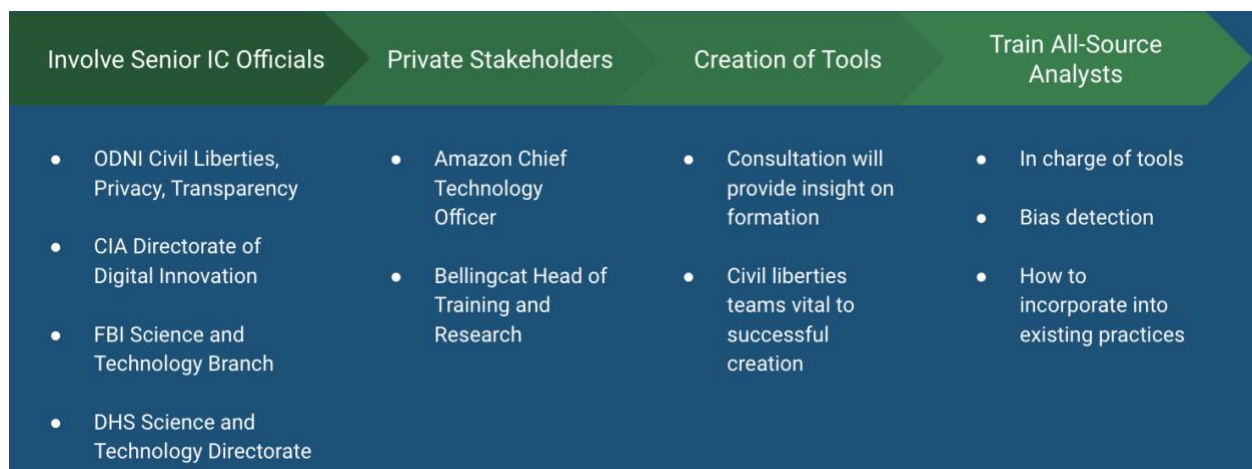 Involve Senior IC Officials
Private Stakeholders
Creation of Tools
Train All-Source
Analysts
● ODNI Civil Liberties,
Privacy, Transparency
● CIA Directorate of
Digital Innovation
● FBI Science and
Technology Branch
● DHS Science and
Technology Directorate
● Amazon Chief
Technology
Officer
● Bellingcat Head of
Training and
Research
● Consultation will
provide insight on
formation
● Civil liberties
teams vital to
successful
creation
● In charge of tools
● Bias detection
● How to
incorporate into
existing practices